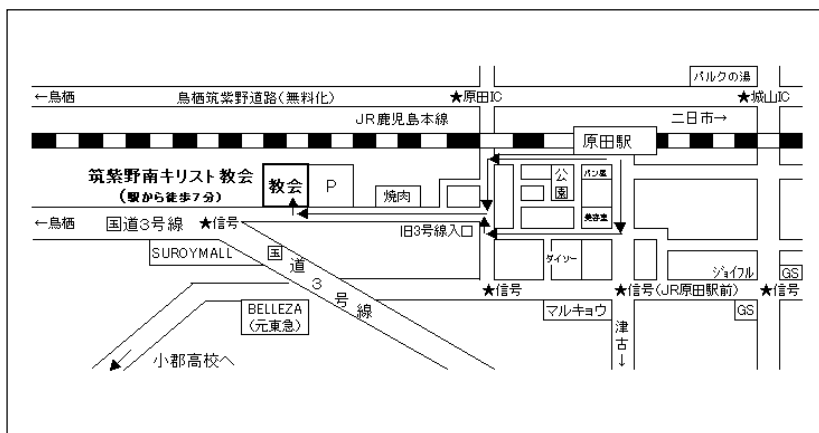 パルクの湯
←鳥栖
鳥栖筑紫野道路(無料化)
★原田IC
★城山IC
JR鹿児島本線
原田駅
二日市→
筑紫野南キリスト教会
(駅から徒歩7分)
教会
P
焼肉
公園
パン屋
美容室
←鳥栖
国道3号線
★信号
旧3号線入口
SUROYMALL
国道3号線
ダイソー
ジョイフル
GS
★信号
★信号(JR原田駅前)
★信号
BELLEZA
(元東急)
マルキョウ
津古↓
GS
小郡高校へ